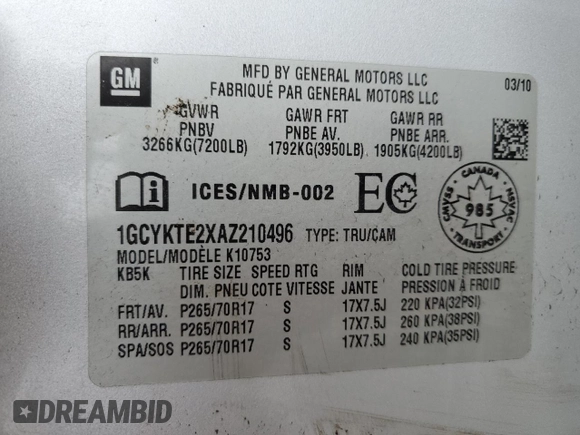 GM
MFD BY GENERAL MOTORS LLC
FABRIQUÉ PAR GENERAL MOTORS LLC
03/10
GVWR GAWR FRT GAWR RR
PNBV PNBE AV. PNBE ARR.
3266KG(7200LB) 1792KG(3950LB) 1905KG(4200LB)
i ICES/NMB-002 EC
CANADA
CMVSS NSVAC
985
TRANSPORT
1GCYKTE2XAZ210496 TYPE: TRU/CAM
MODEL/MODÈLE K10753
KB5K TIRE SIZE SPEED RTG RIM COLD TIRE PRESSURE
DIM. PNEU COTE VITESSE JANTE PRESSION À FROID
FRT/AV. P265/70R17 S 17X7.5J 220 KPA(32PSI)
RR/ARR. P265/70R17 S 17X7.5J 260 KPA(38PSI)
SPA/SOS P265/70R17 S 17X7.5J 240 KPA(35PSI)
DREAMBID